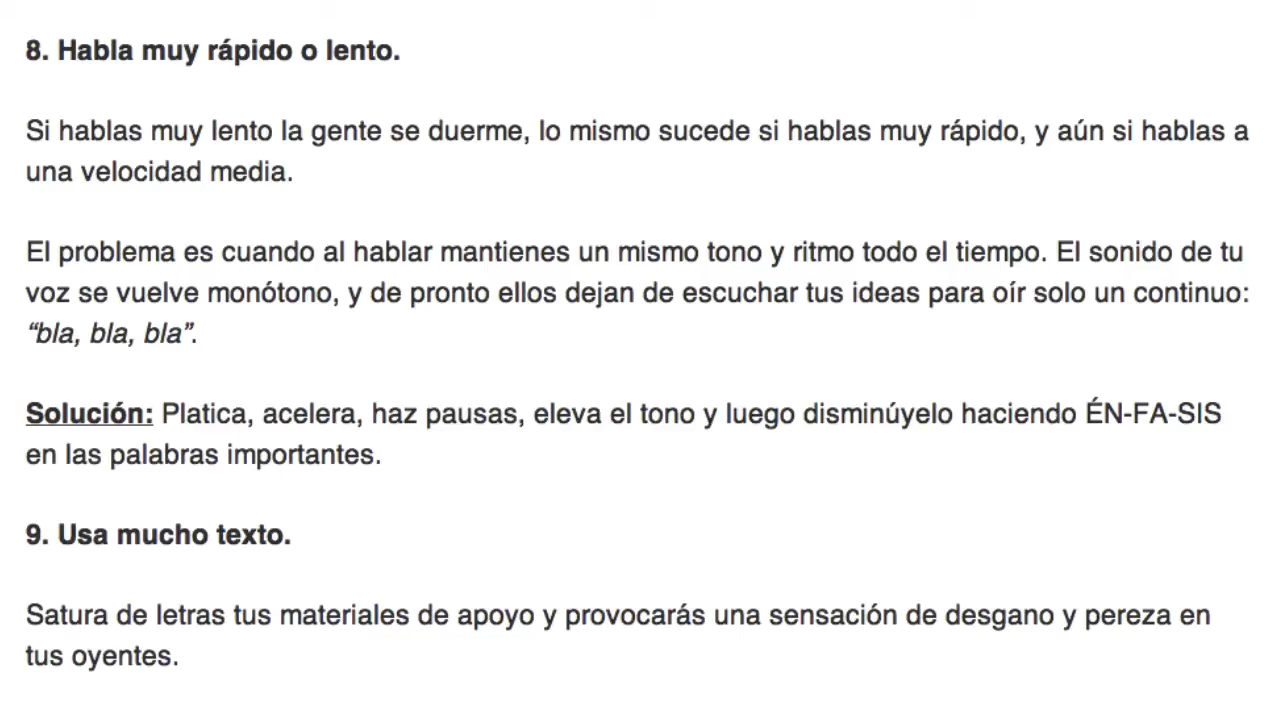 8. Habla muy rápido o lento.
Si hablas muy lento la gente se duerme, lo mismo sucede si hablas muy rápido, y aún si hablas a
una velocidad media.
El problema es cuando al hablar mantienes un mismo tono y ritmo todo el tiempo. El sonido de tu
voz se vuelve monótono, y de pronto ellos dejan de escuchar tus ideas para oír solo un continuo:
“bla, bla, bla”.
Solución: Platica, acelera, haz pausas, eleva el tono y luego disminúyelo haciendo ÉN-FA-SIS
en las palabras importantes.
9. Usa mucho texto.
Satura de letras tus materiales de apoyo y provocarás una sensación de desgano y pereza en
tus oyentes.